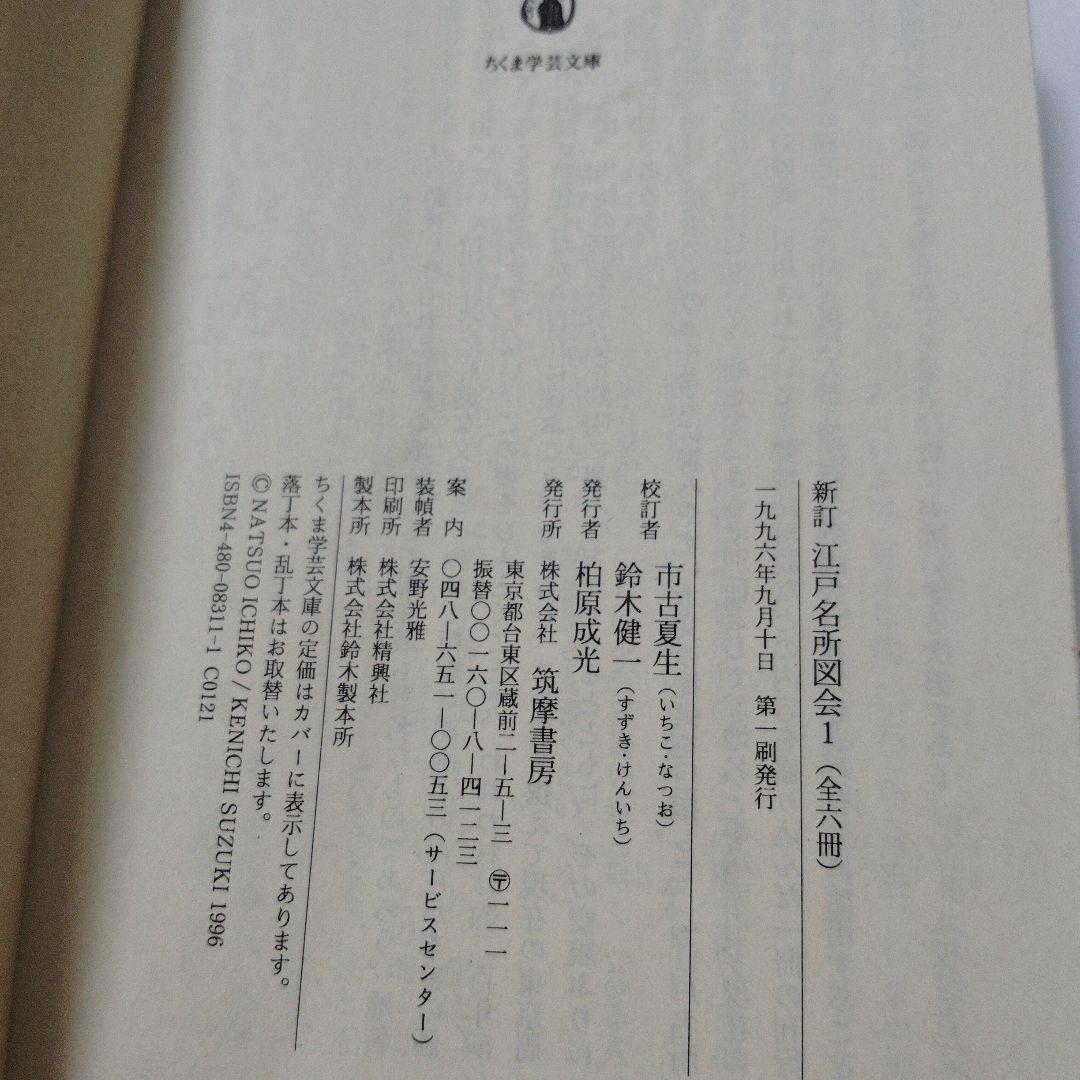 ちくま学芸文庫
新訂 江戸名所図会1(全六冊)
一九九六年九月十日 第一刷発行
校訂者 市古夏生(いちこ・なつお)
鈴木健一(すずき・けんいち)
発行者 柏原成光
発行所 株式会社 筑摩書房
東京都台東区蔵前二―五―三 〒一一一
振替〇〇一六〇―八―四一二三
案内 〇四八―六五一―〇〇五三(サービスセンター)
装幀者 安野光雅
印刷所 株式会社精興社
製本所 株式会社鈴木製本所
ちくま学芸文庫の定価はカバーに表示してあります。
落丁本・乱丁本はお取替いたします。
©NATSUO ICHIKO/KENICHI SUZUKI 1996
ISBN4-480-08311-1 C0121